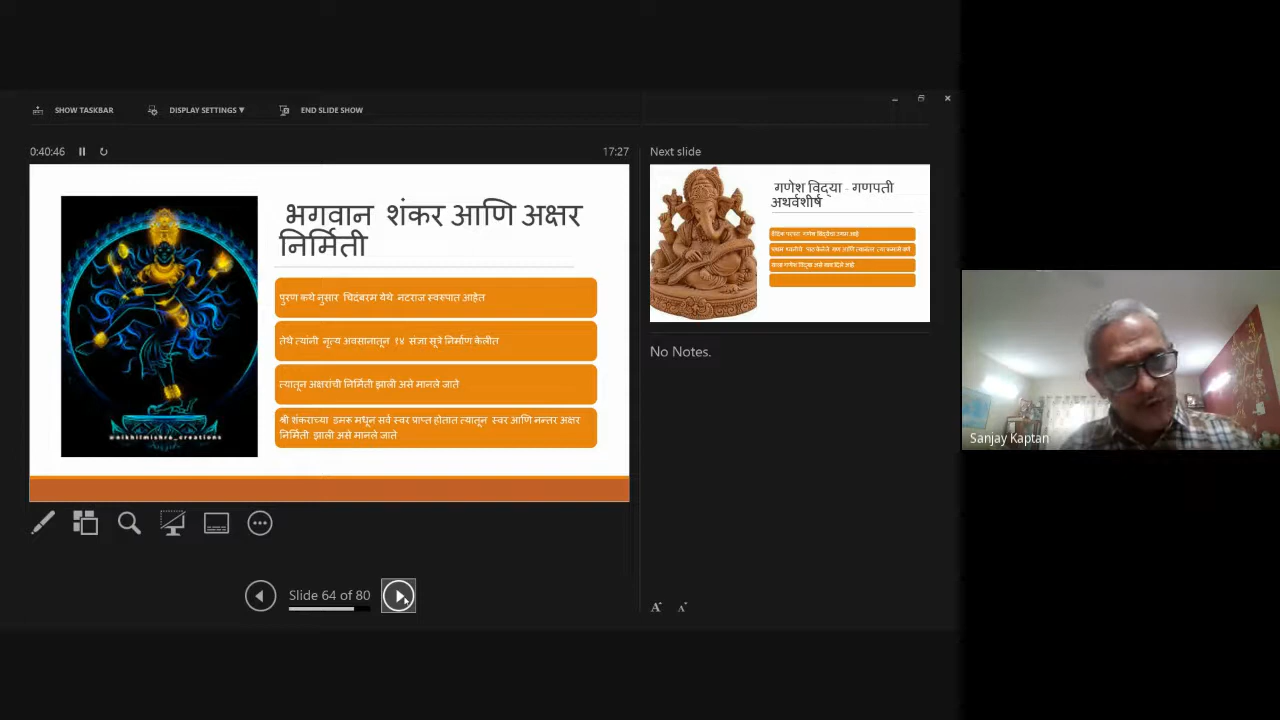 SHOW TASKBAR
DISPLAY SETTINGS ▼
END SLIDE SHOW
0:40:46
17:27
भगवान शंकर आणि अक्षर
निर्मिती
पुरण कथे नुसार चिदंबरम येथे नटराज स्वरूपात आहेत
तेथे त्यांनी नृत्य अवसानातून १४ संज्ञा सूत्रे निर्माण केलीत
त्यातून अक्षरांची निर्मिती झाली असे मानले जाते
श्री शंकराच्या डमरू मधून सर्व स्वर प्राप्त होतात त्यातून स्वर आणि नन्तर अक्षर
निर्मिती झाली असे मानले जाते
@nikhilmishra_creations
Next slide
गणेश विद्या - गणपती
अथर्वशीर्ष
No Notes.
Slide 64 of 80
Sanjay Kaptan